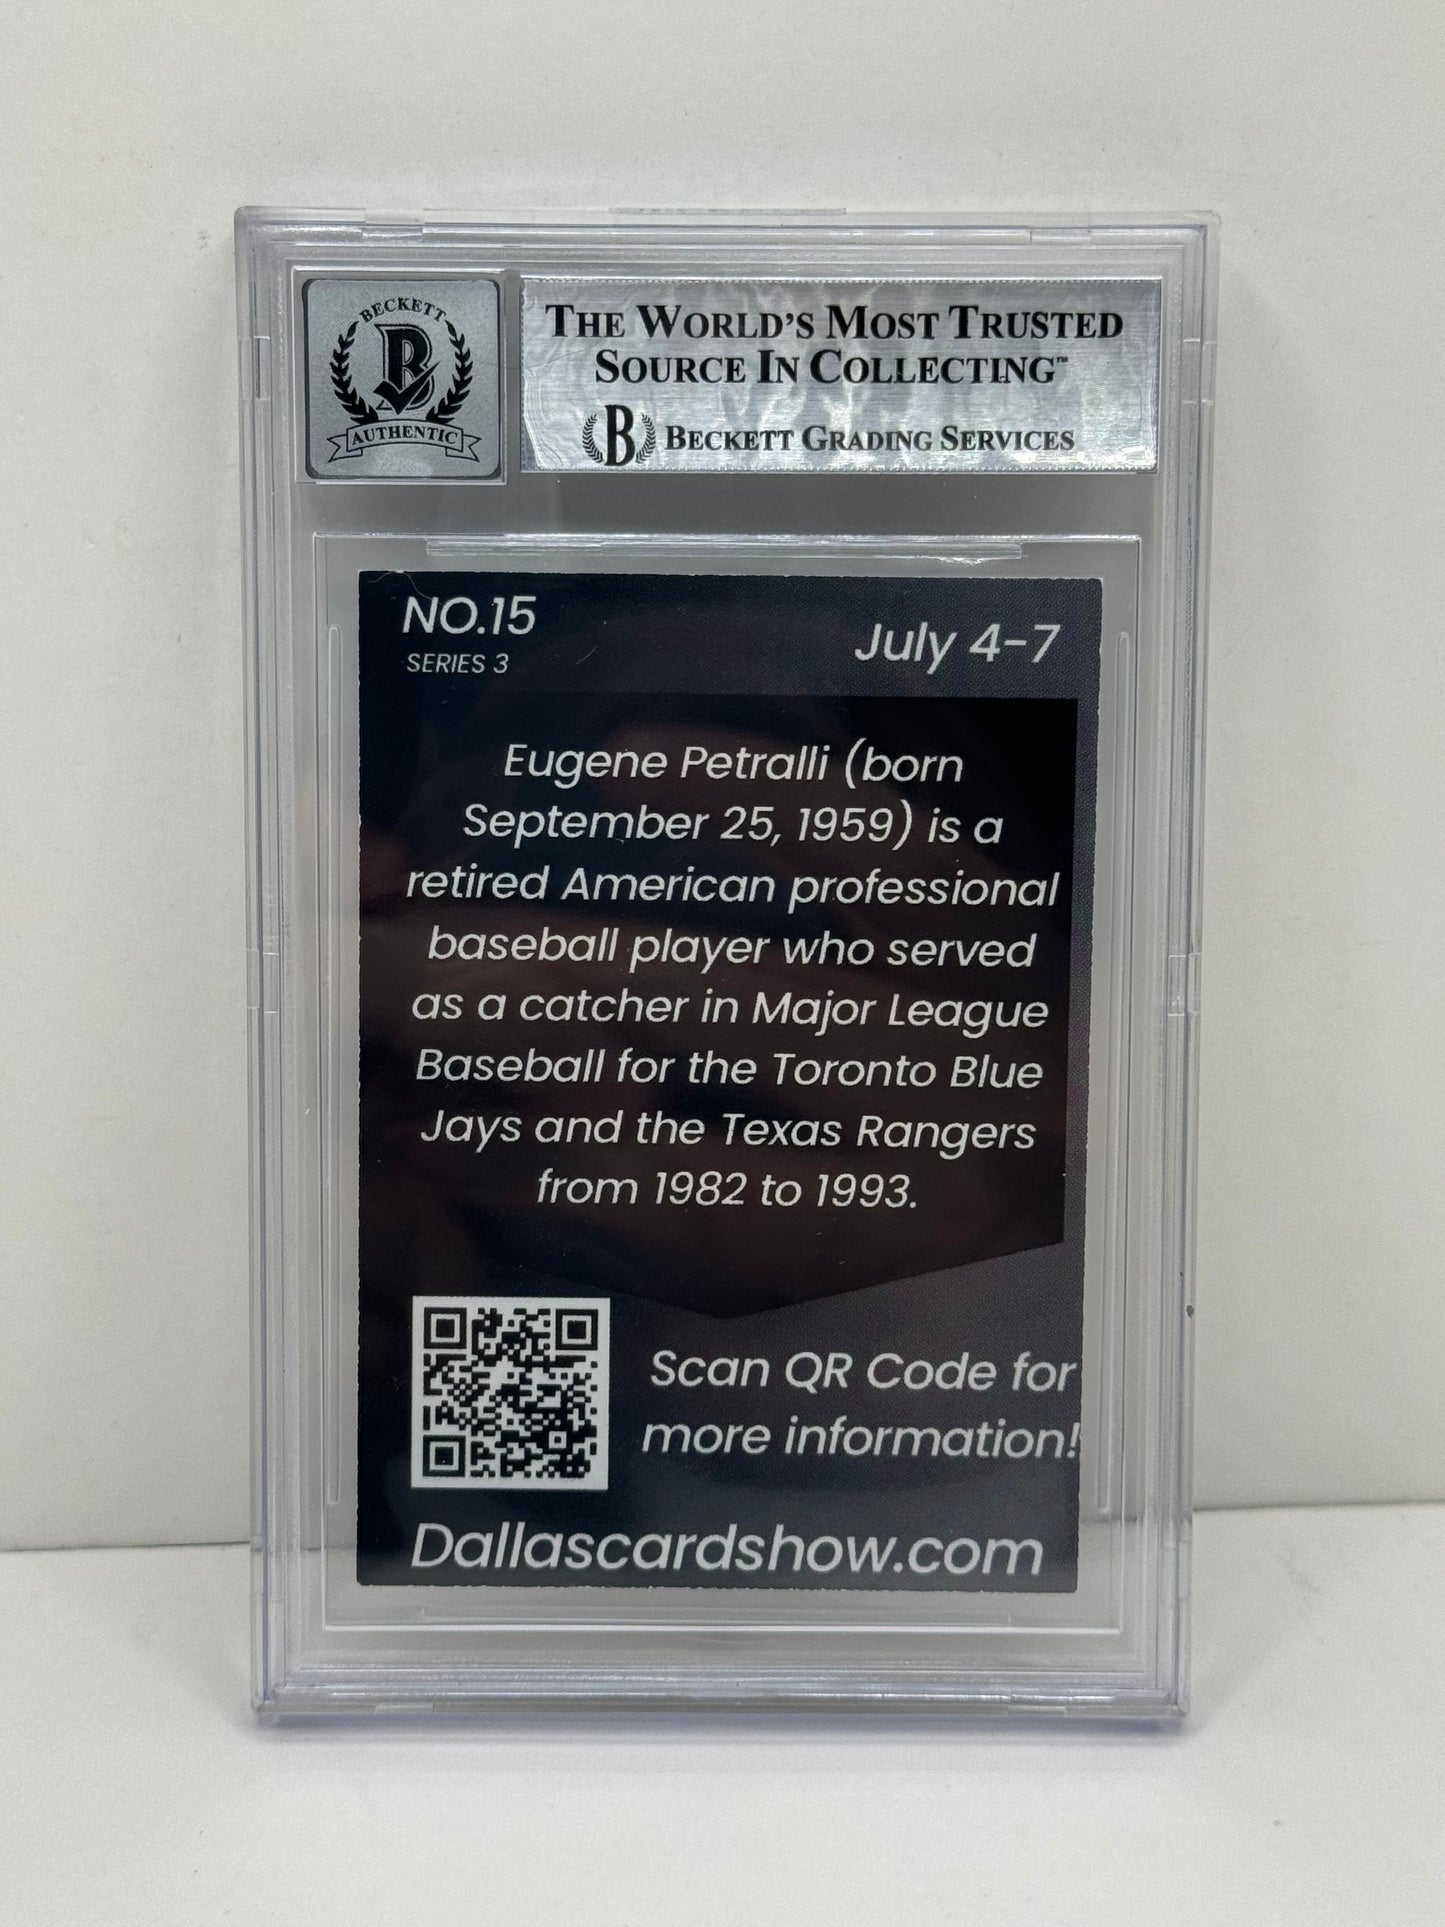 BECKETT
AUTHENTIC
THE WORLD'S MOST TRUSTED
SOURCE IN COLLECTING™
B BECKETT GRADING SERVICES
NO.15
SERIES 3
July 4-7
Eugene Petralli (born
September 25, 1959) is a
retired American professional
baseball player who served
as a catcher in Major League
Baseball for the Toronto Blue
Jays and the Texas Rangers
from 1982 to 1993.
Scan QR Code for
more information!
Dallascardshow.com